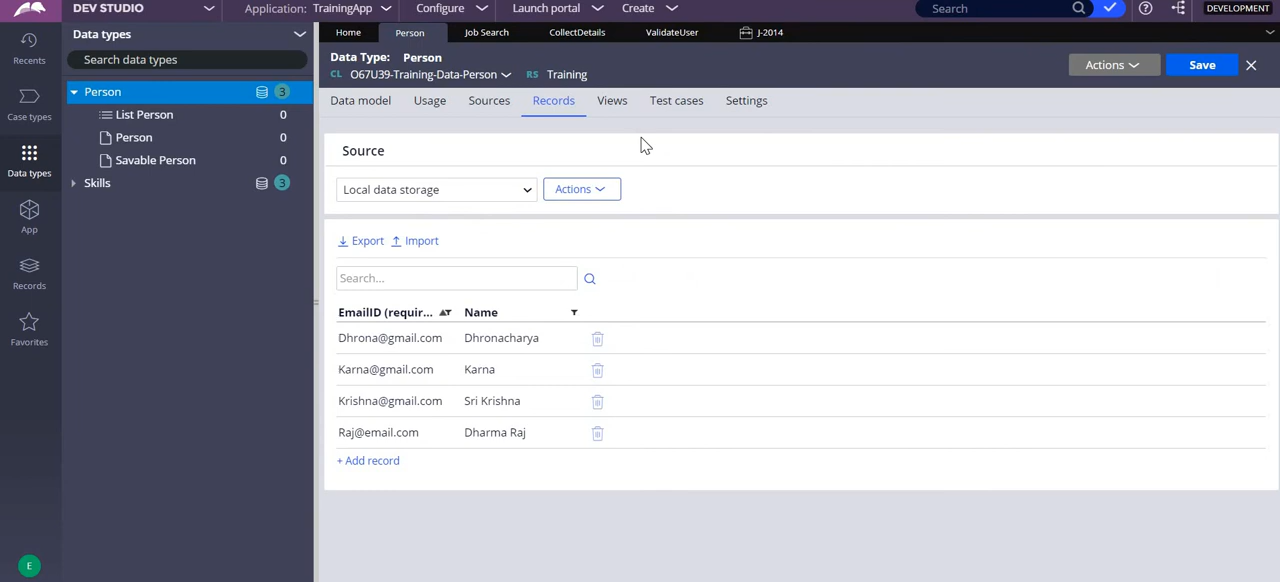 DEV STUDIO
Application: TrainingApp
Configure
Launch portal
Create
Search
DEVELOPMENT
Recents
Case types
Data types
App
Records
Favorites
E
Data types
Search data types
Person 3
List Person 0
Person 0
Savable Person 0
Skills 3
Home
Person
Job Search
CollectDetails
ValidateUser
J-2014
Data Type: Person
CL O67U39-Training-Data-Person RS Training
Actions
Save
Data model
Usage
Sources
Records
Views
Test cases
Settings
Source
Local data storage
Actions
Export Import
Search...
EmailID (requir... Name
Dhrona@gmail.com Dhronacharya
Karna@gmail.com Karna
Krishna@gmail.com Sri Krishna
Raj@email.com Dharma Raj
+ Add record